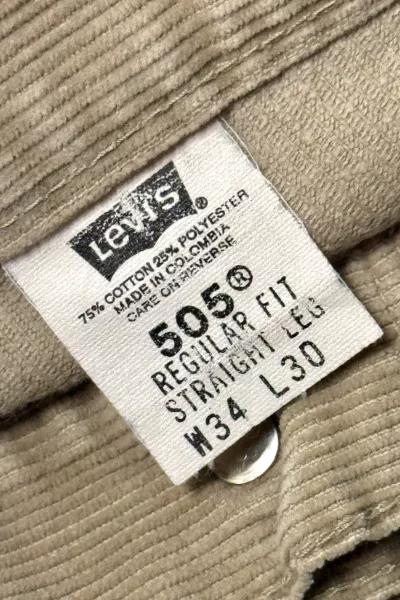 Levi's®
75% COTTON 25% POLYESTER
MADE IN COLOMBIA
CARE ON REVERSE
505®
REGULAR FIT
STRAIGHT LEG
W34 L30